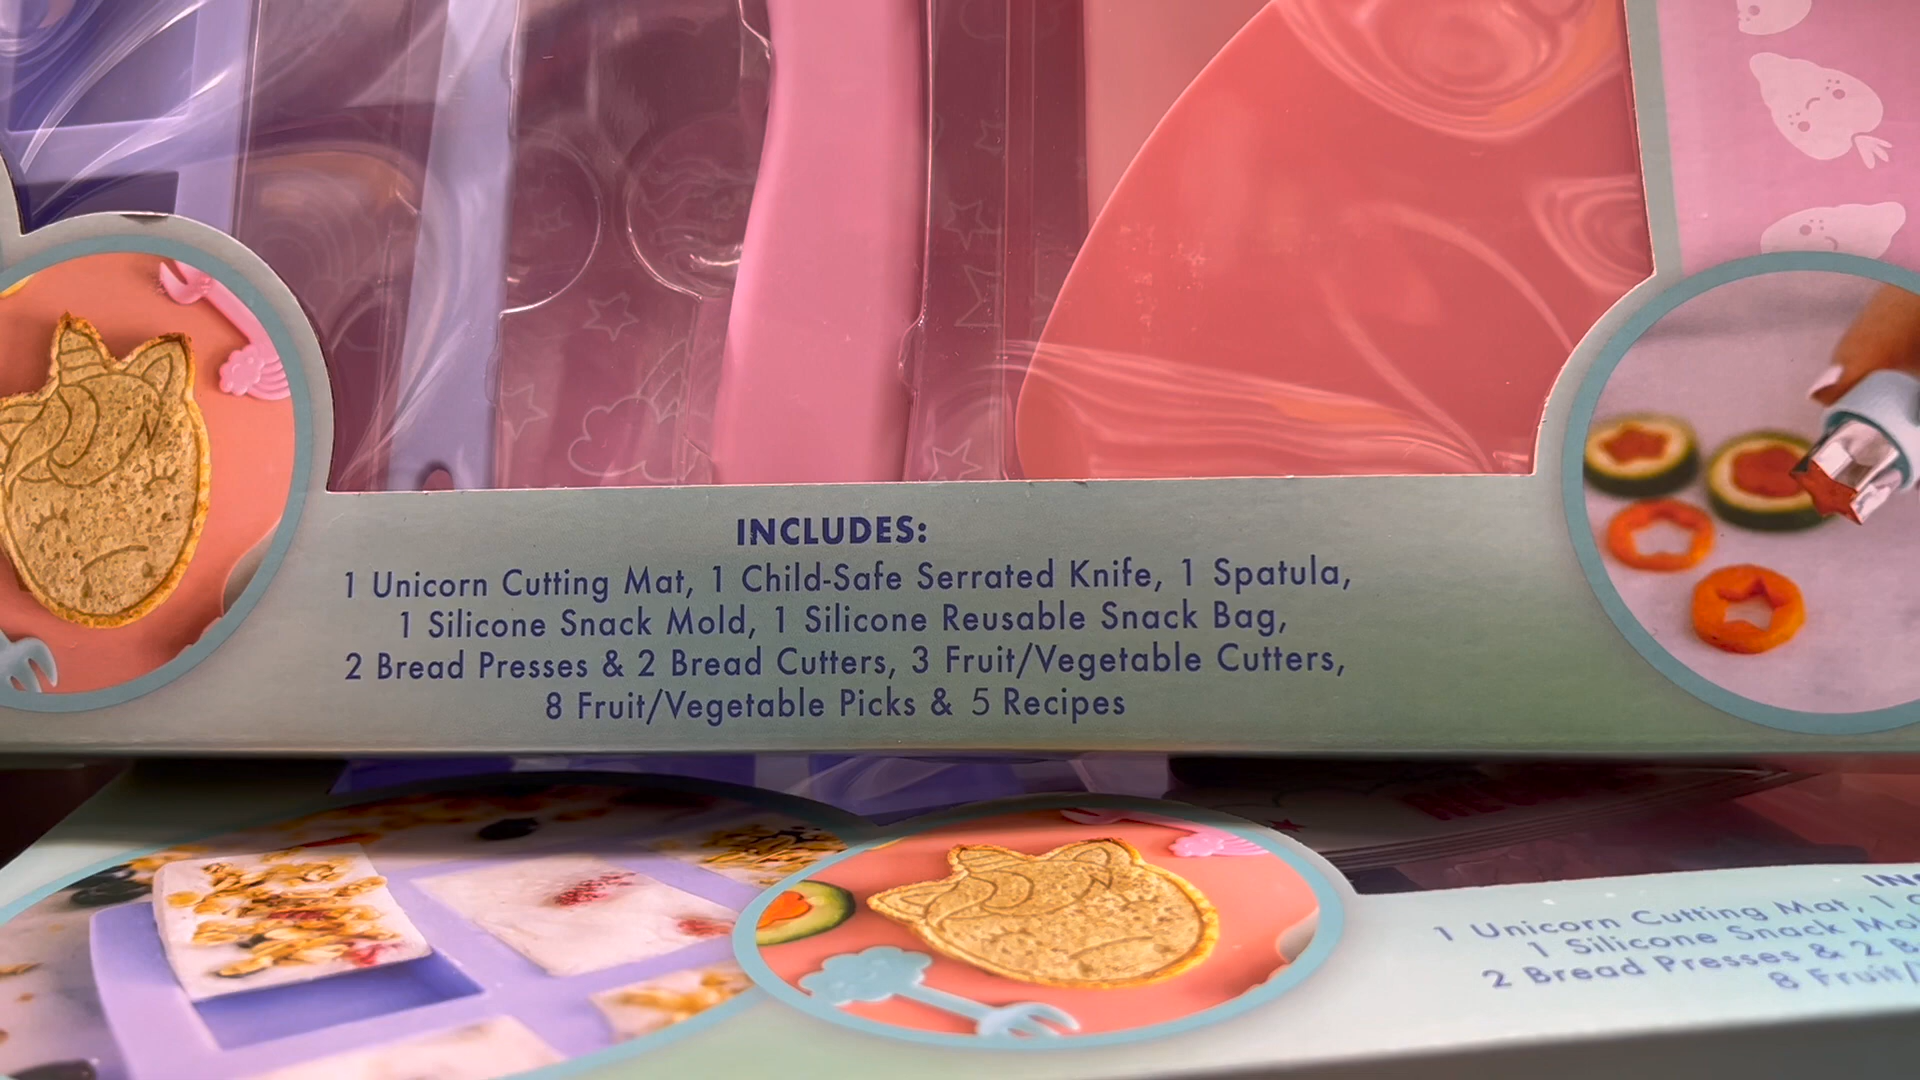 INCLUDES:
1 Unicorn Cutting Mat, 1 Child-Safe Serrated Knife, 1 Spatula,
1 Silicone Snack Mold, 1 Silicone Reusable Snack Bag,
2 Bread Presses & 2 Bread Cutters, 3 Fruit/Vegetable Cutters,
8 Fruit/Vegetable Picks & 5 Recipes
1 Unicorn Cutting Mat, 1
1 Silicone Snack
2 Bread Presses & 2
8 Fruit/